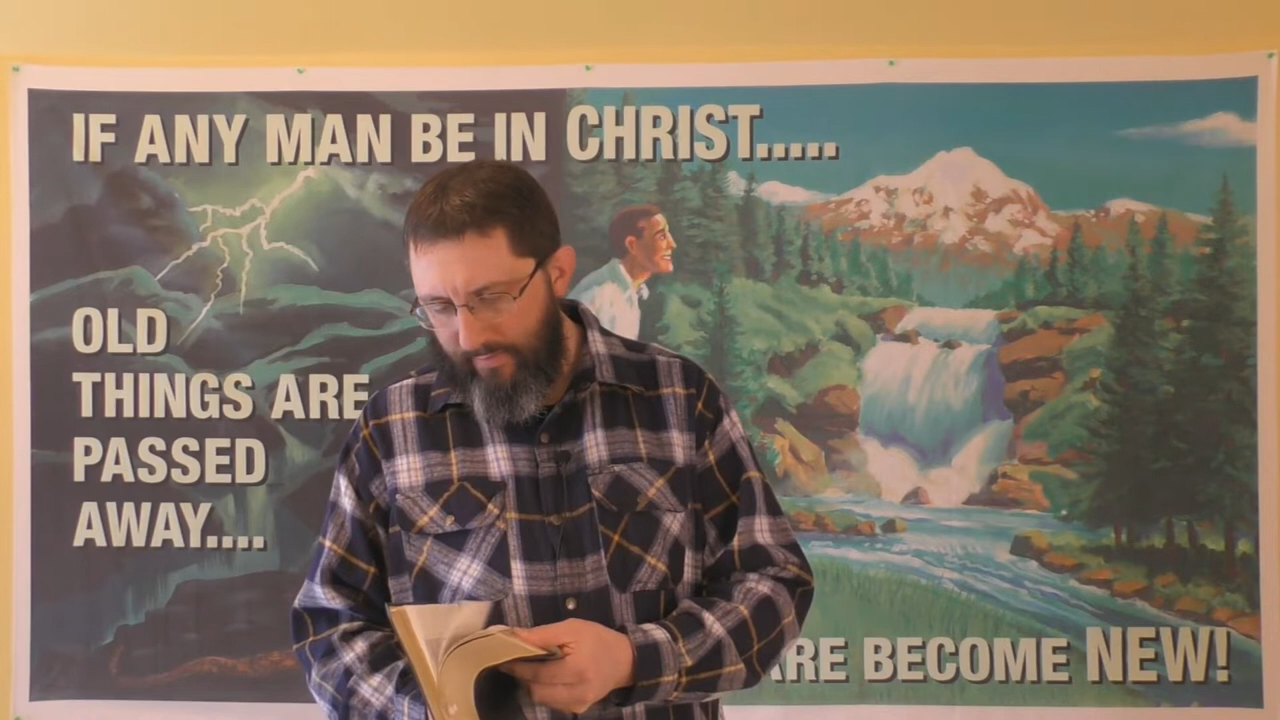 IF ANY MAN BE IN CHRIST.....
OLD
THINGS ARE
PASSED
AWAY....
ARE BECOME NEW!